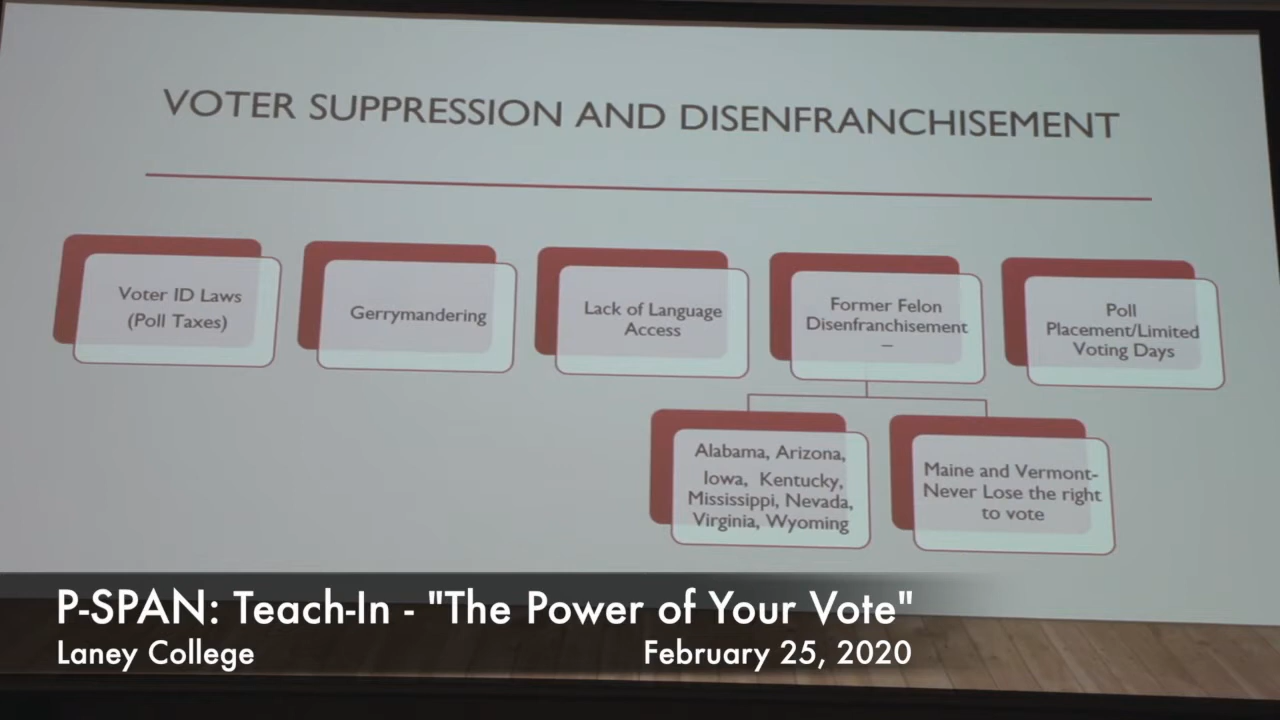 VOTER SUPPRESSION AND DISENFRANCHISEMENT
Voter ID Laws
(Poll Taxes)
Gerrymandering
Lack of Language
Access
Former Felon
Disenfranchisement
–
Poll
Placement/Limited
Voting Days
Alabama, Arizona,
Iowa, Kentucky,
Mississippi, Nevada,
Virginia, Wyoming
Maine and Vermont-
Never Lose the right
to vote
P-SPAN: Teach-In - "The Power of Your Vote"
Laney College February 25, 2020